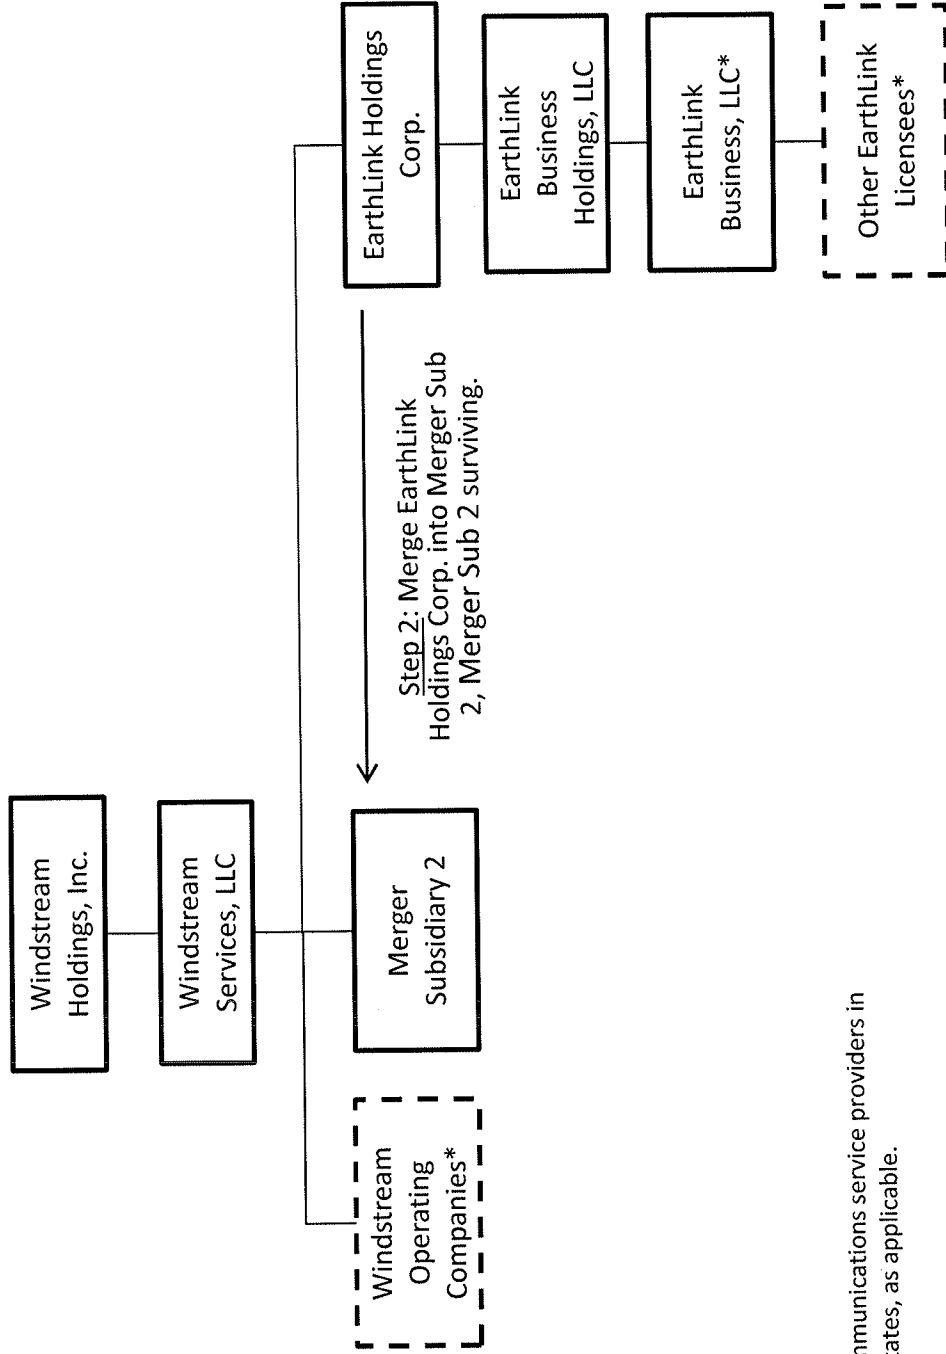 Windstream
Holdings, Inc.
Windstream
Services, LLC
Windstream
Operating
Companies*
Merger
Subsidiary 2
Step 2: Merge EarthLink
Holdings Corp. into Merger Sub
2, Merger Sub 2 surviving.
EarthLink Holdings
Corp.
EarthLink
Business
Holdings, LLC
EarthLink
Business, LLC*
Other EarthLink
Licensees*
service providers in
as applicable.